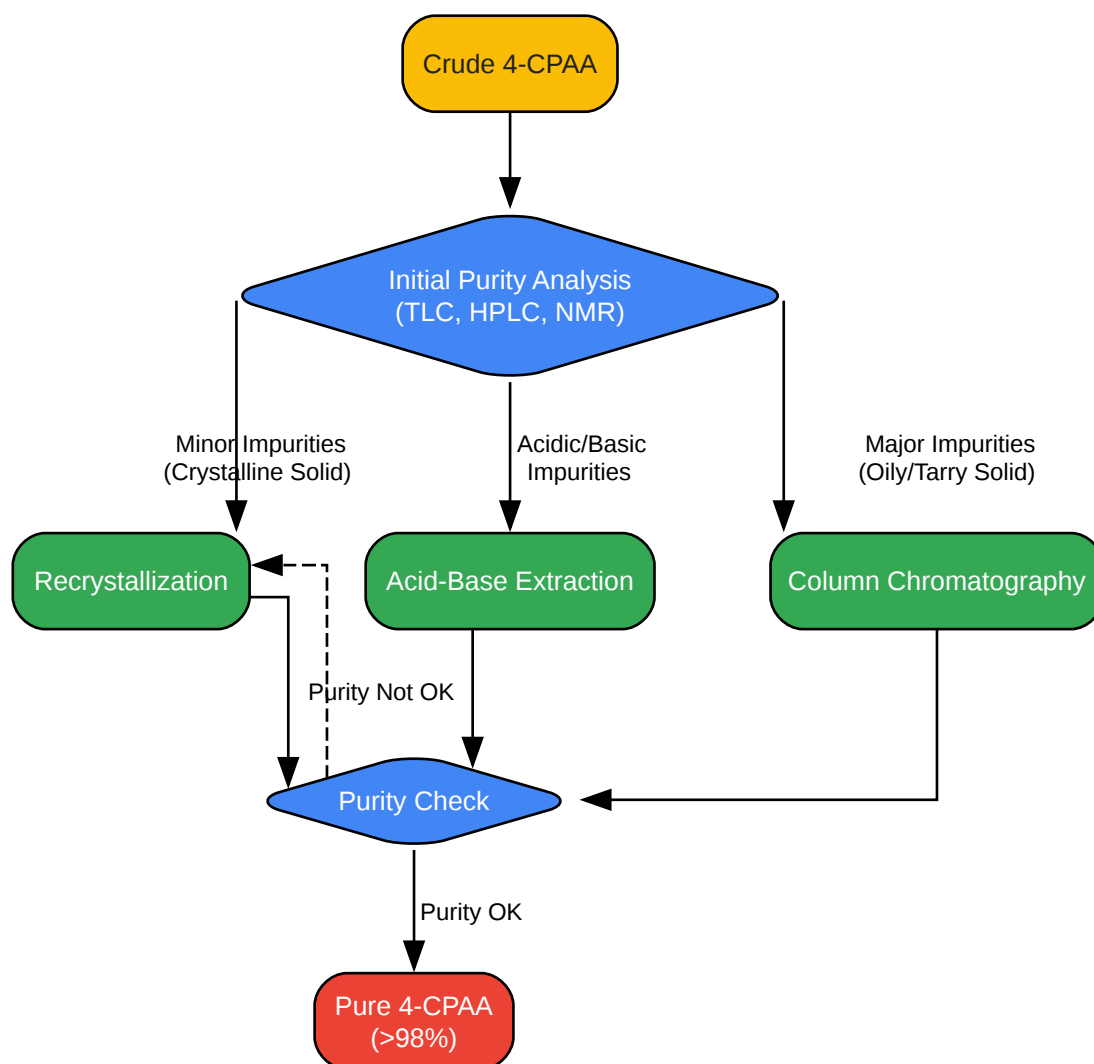 Crude 4-CPAA
Initial Purity Analysis
(TLC, HPLC, NMR)
Minor Impurities
(Crystalline Solid)
Acidic/Basic
Impurities
Major Impurities
(Oily/Tarry Solid)
Recrystallization
Acid-Base Extraction
Column Chromatography
Purity Not OK
Purity Check
Purity OK
Pure 4-CPAA
(>98%)